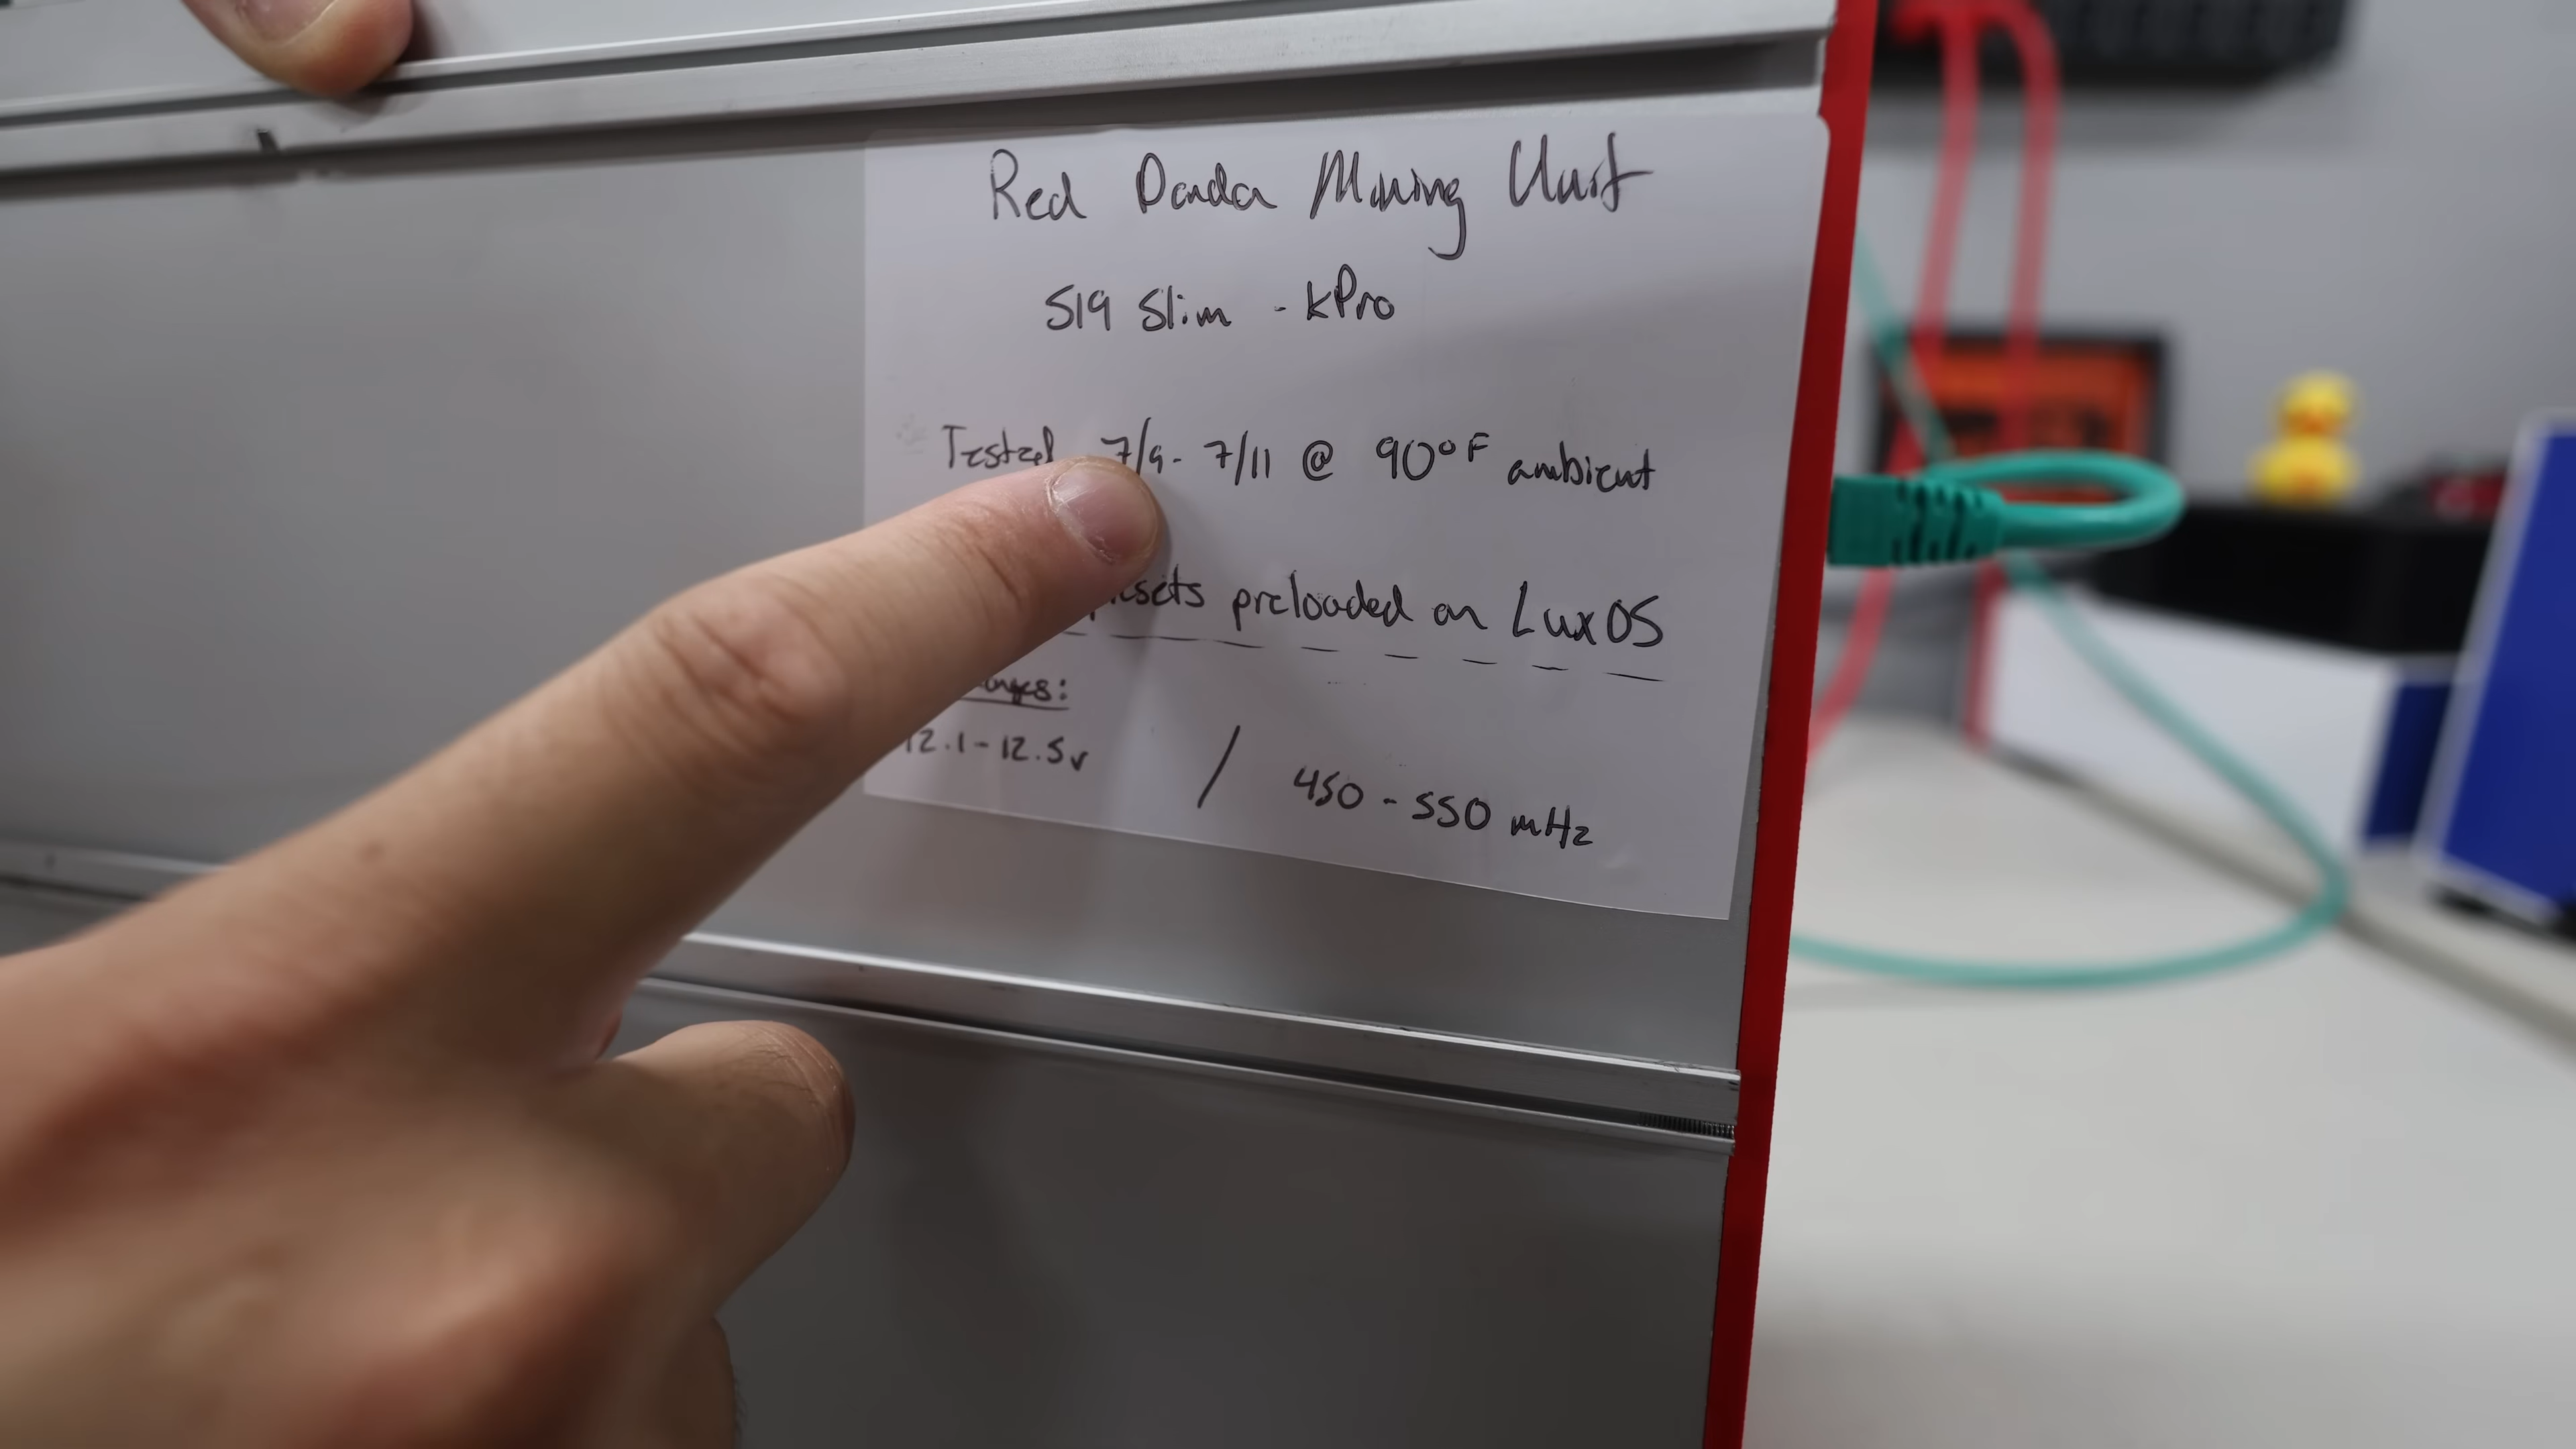 Red Panda Mining Unit
S19 Slim - kPro
Tested 7/9 - 7/11 @ 90°F ambient
preloaded on LuxOS
12.1 - 12.5v / 450 - 550 mHz